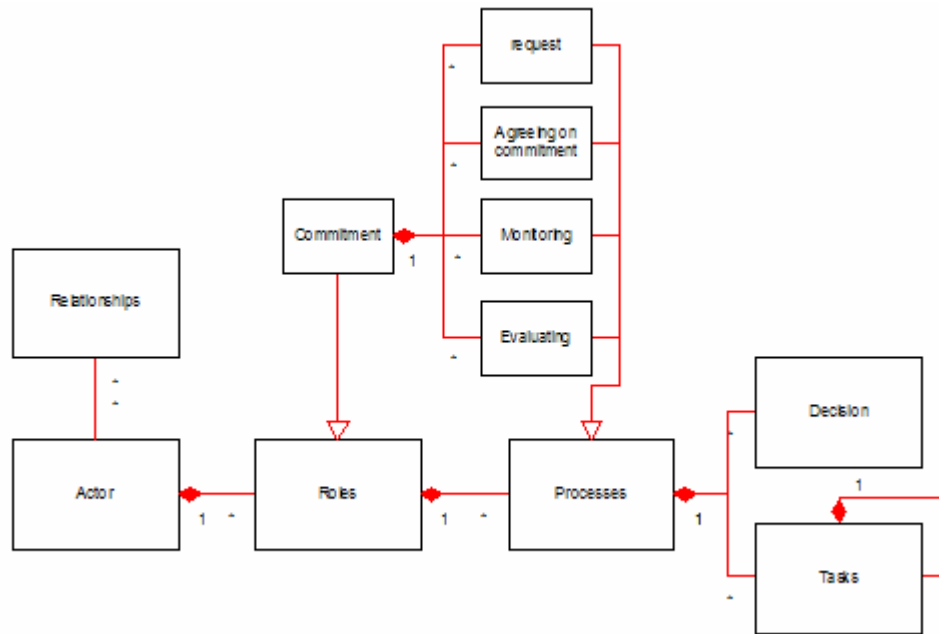 request
*
Agreeing on
commitment
*
Commitment
Monitoring
1
*
Relationships
Evaluating
*
*
*
Decision
*
Actor
Roles
Processes
1
1
*
1
*
1
Tasks
*